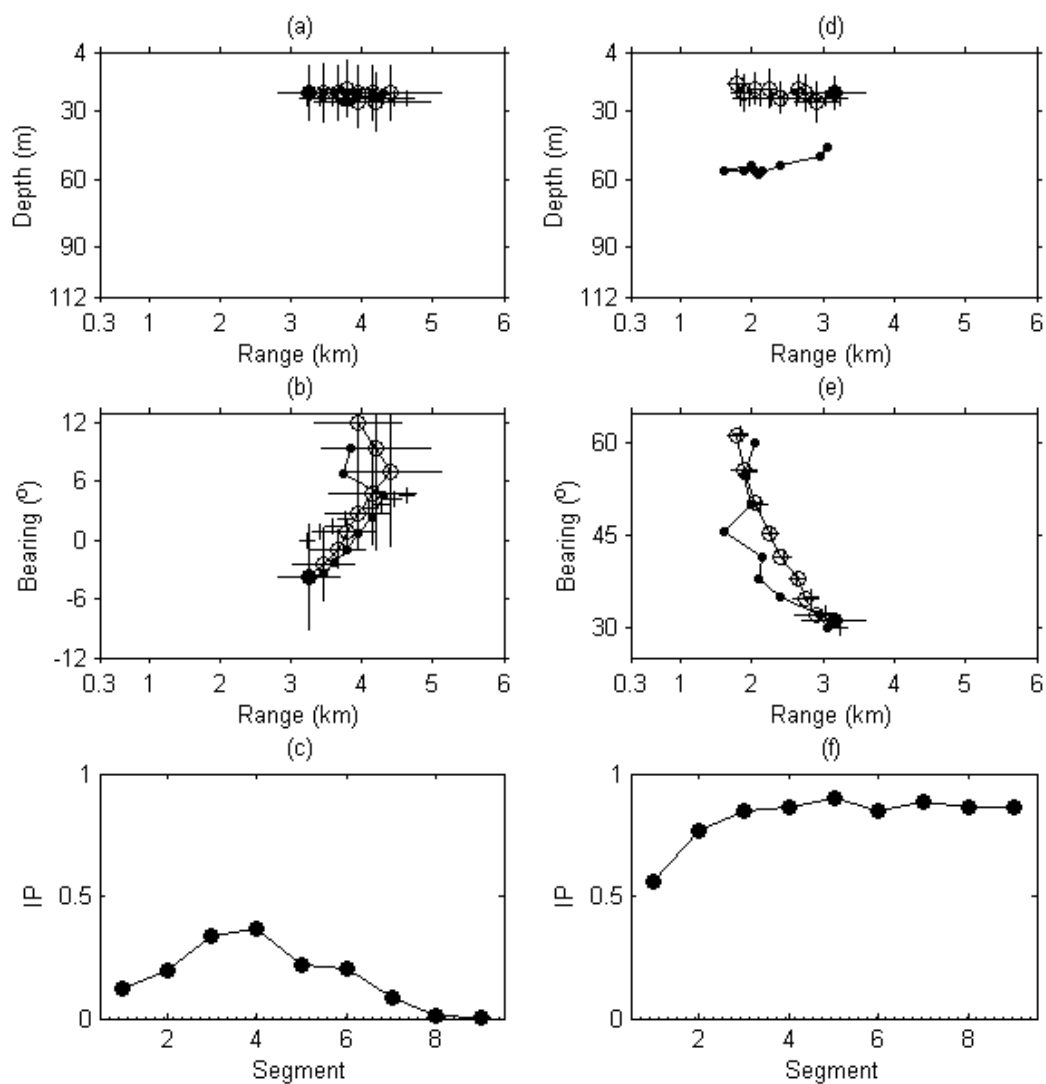 (a)
4
30
60
90
112
Depth (m)
0.3 1 2 3 4 5 6
Range (km)
(b)
12
6
0
-6
-12
Bearing (º)
0.3 1 2 3 4 5 6
Range (km)
(c)
1
0.5
0
IP
2 4 6 8
Segment
(d)
4
30
60
90
112
Depth (m)
0.3 1 2 3 4 5 6
Range (km)
(e)
60
45
30
Bearing (º)
0.3 1 2 3 4 5 6
Range (km)
(f)
1
0.5
0
IP
2 4 6 8
Segment